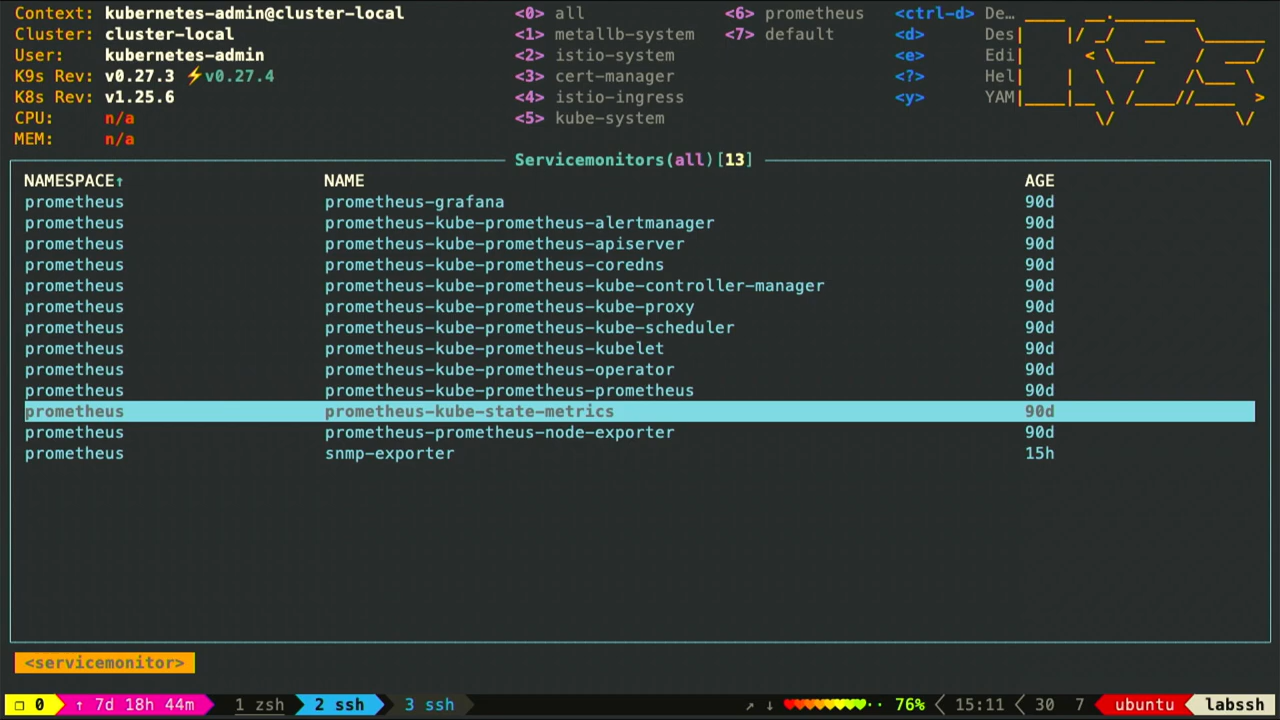 Context: kubernetes-admin@cluster-local <0> all <6> prometheus <ctrl-d> De…
Cluster: cluster-local <1> metallb-system <7> default <d> Des
User: kubernetes-admin <2> istio-system <e> Edi
K9s Rev: v0.27.3 ⚡v0.27.4 <3> cert-manager <?> Hel
K8s Rev: v1.25.6 <4> istio-ingress <y> YAM
CPU: n/a <5> kube-system
MEM: n/a
Servicemonitors(all)[13]
NAMESPACE↑ NAME AGE
prometheus prometheus-grafana 90d
prometheus prometheus-kube-prometheus-alertmanager 90d
prometheus prometheus-kube-prometheus-apiserver 90d
prometheus prometheus-kube-prometheus-coredns 90d
prometheus prometheus-kube-prometheus-kube-controller-manager 90d
prometheus prometheus-kube-prometheus-kube-proxy 90d
prometheus prometheus-kube-prometheus-kube-scheduler 90d
prometheus prometheus-kube-prometheus-kubelet 90d
prometheus prometheus-kube-prometheus-operator 90d
prometheus prometheus-kube-prometheus-prometheus 90d
prometheus prometheus-kube-state-metrics 90d
prometheus prometheus-prometheus-node-exporter 90d
prometheus snmp-exporter 15h
<servicemonitor>
❐ 0 ↑ 7d 18h 44m 1 zsh 2 ssh 3 ssh ↗ ↓ ♥♥♥♥♥♥♥♥·· 76% 15:11 30 7 ubuntu labssh